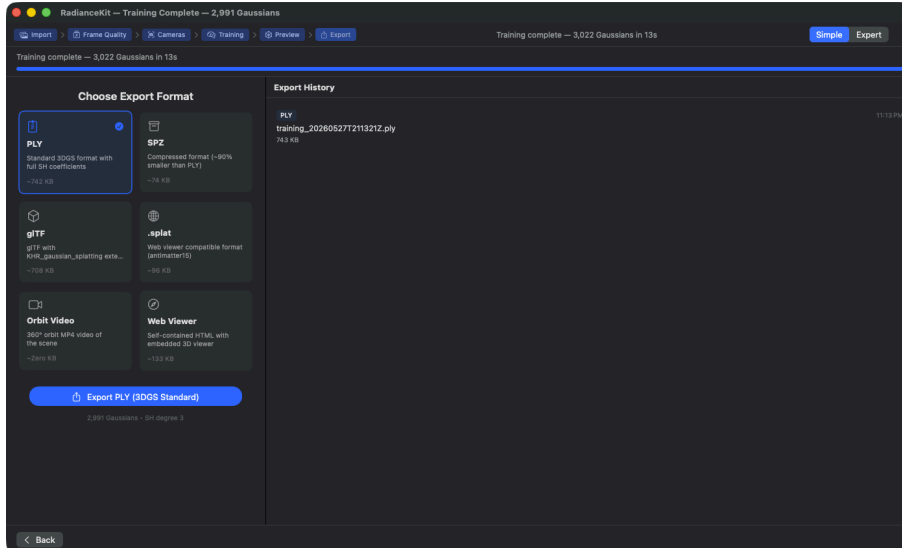 RadianceKit — Training Complete — 2,991 Gaussians
Import > Frame Quality > Cameras > Training > Preview > Export
Training complete — 3,022 Gaussians in 13s
Simple Expert
Training complete — 3,022 Gaussians in 13s
Choose Export Format
PLY
Standard 3DGS format with
full SH coefficients
~742 KB
SPZ
Compressed format (~90%
smaller than PLY)
~74 KB
glTF
glTF with
KHR_gaussian_splatting exte...
~708 KB
.splat
Web viewer compatible format
(antimatter15)
~96 KB
Orbit Video
360° orbit MP4 video of
the scene
~Zero KB
Web Viewer
Self-contained HTML with
embedded 3D viewer
~133 KB
Export PLY (3DGS Standard)
2,991 Gaussians • SH degree 3
Export History
PLY
11:13 PM
training_20260527T211321Z.ply
743 KB
< Back